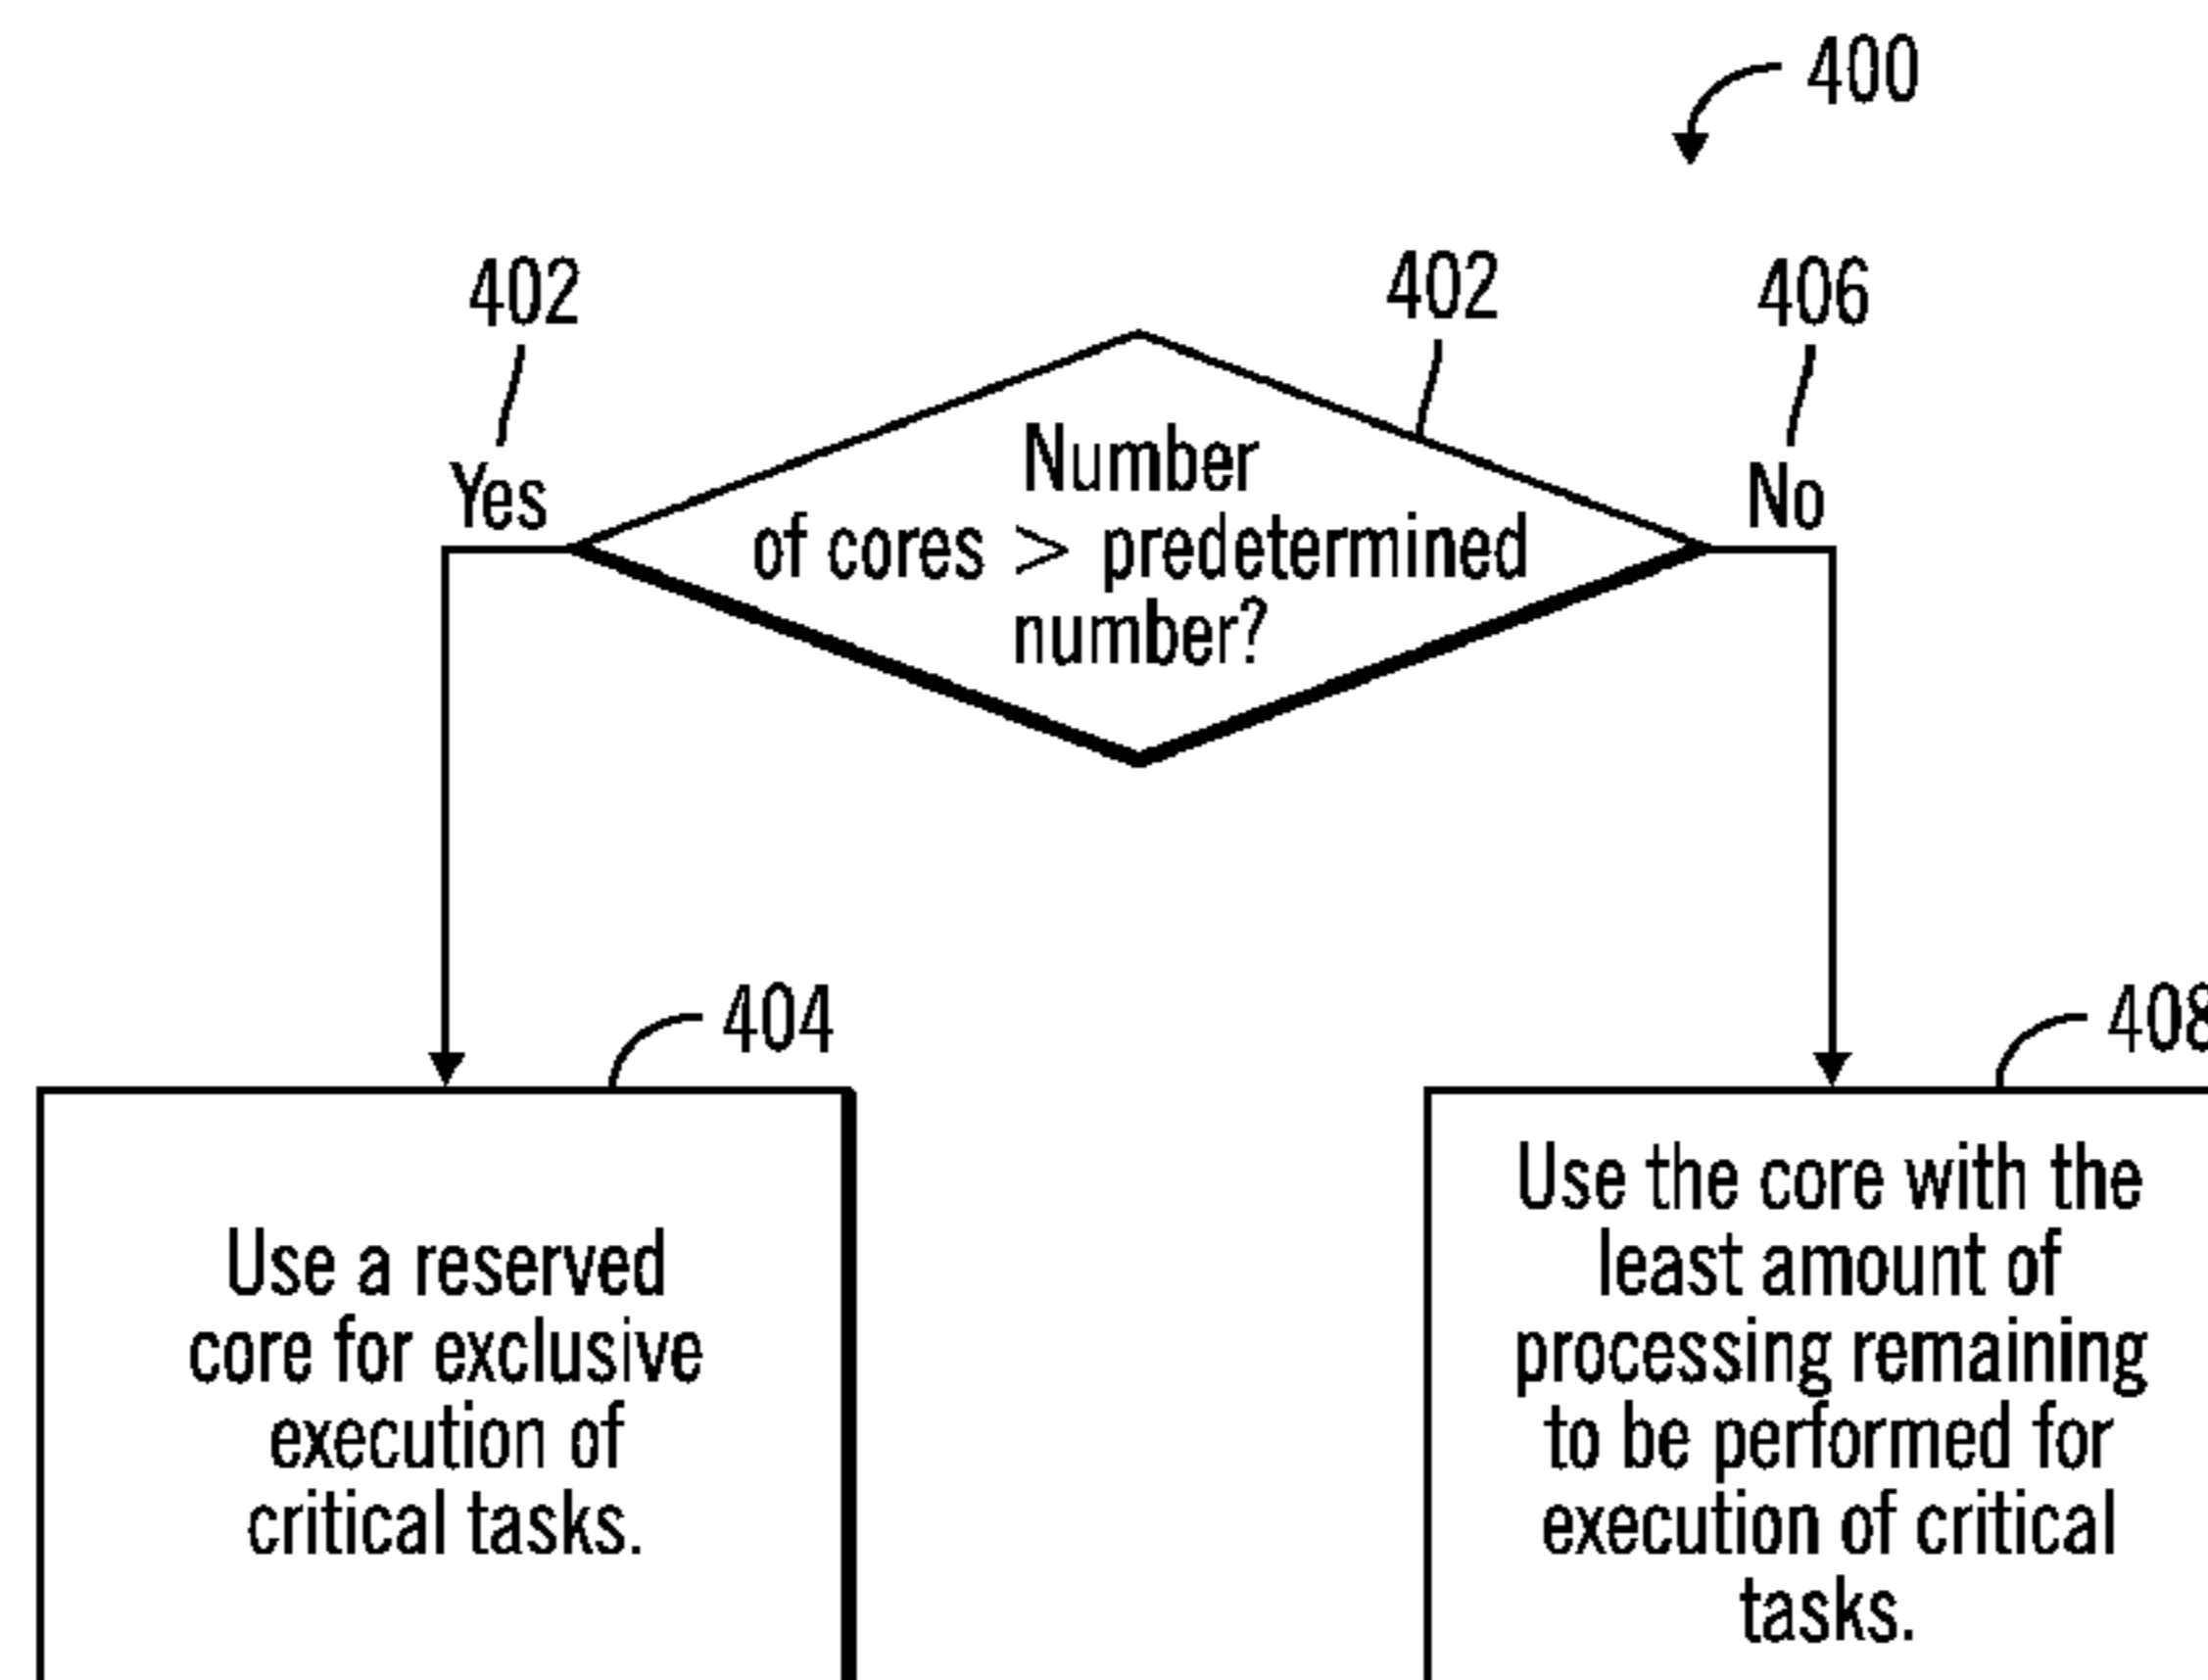 400
402
402
406
Yes
No
Number
of cores > predetermined
number?
404
408
Use a reserved
core for exclusive
execution of
critical tasks.
Use the core with the
least amount of
processing remaining
to be performed for
execution of critical
tasks.